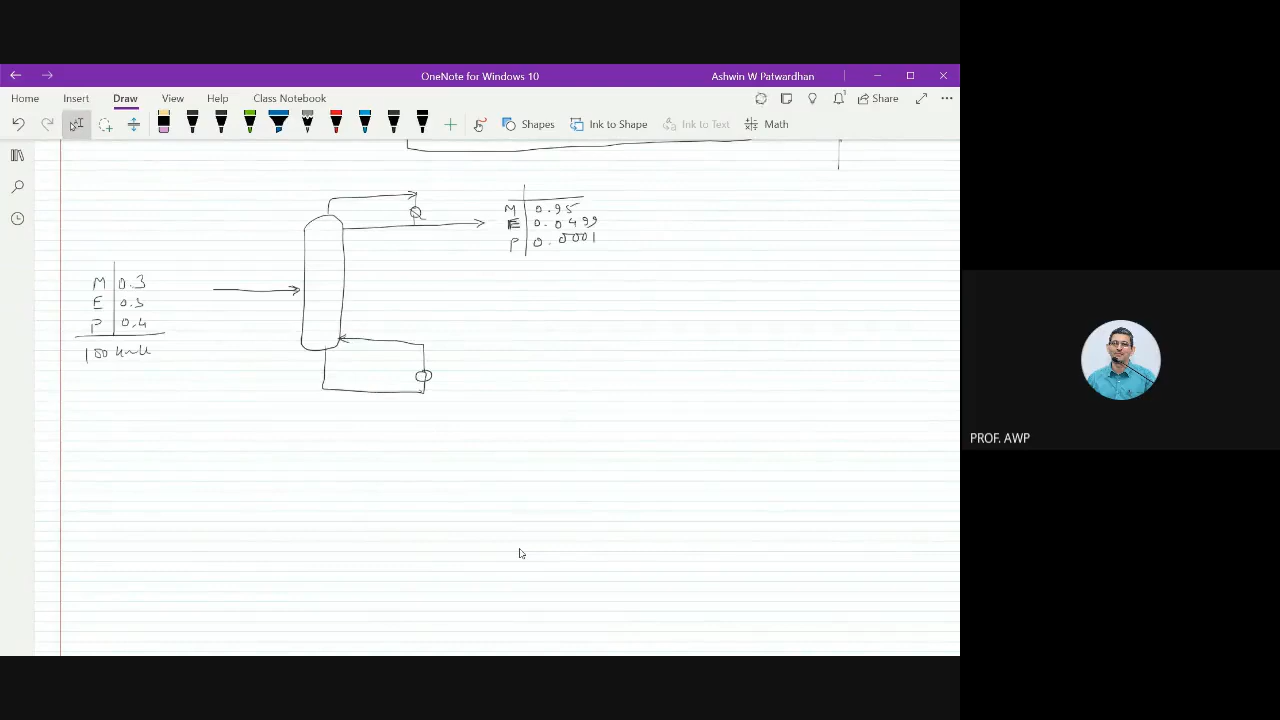 OneNote for Windows 10
Ashwin W Patwardhan
Home Insert Draw View Help Class Notebook
Share
Shapes Ink to Shape Ink to Text Math
M 0.95
E 0.0499
P 0.0001
M 0.3
E 0.3
P 0.4
100
PROF. AWP